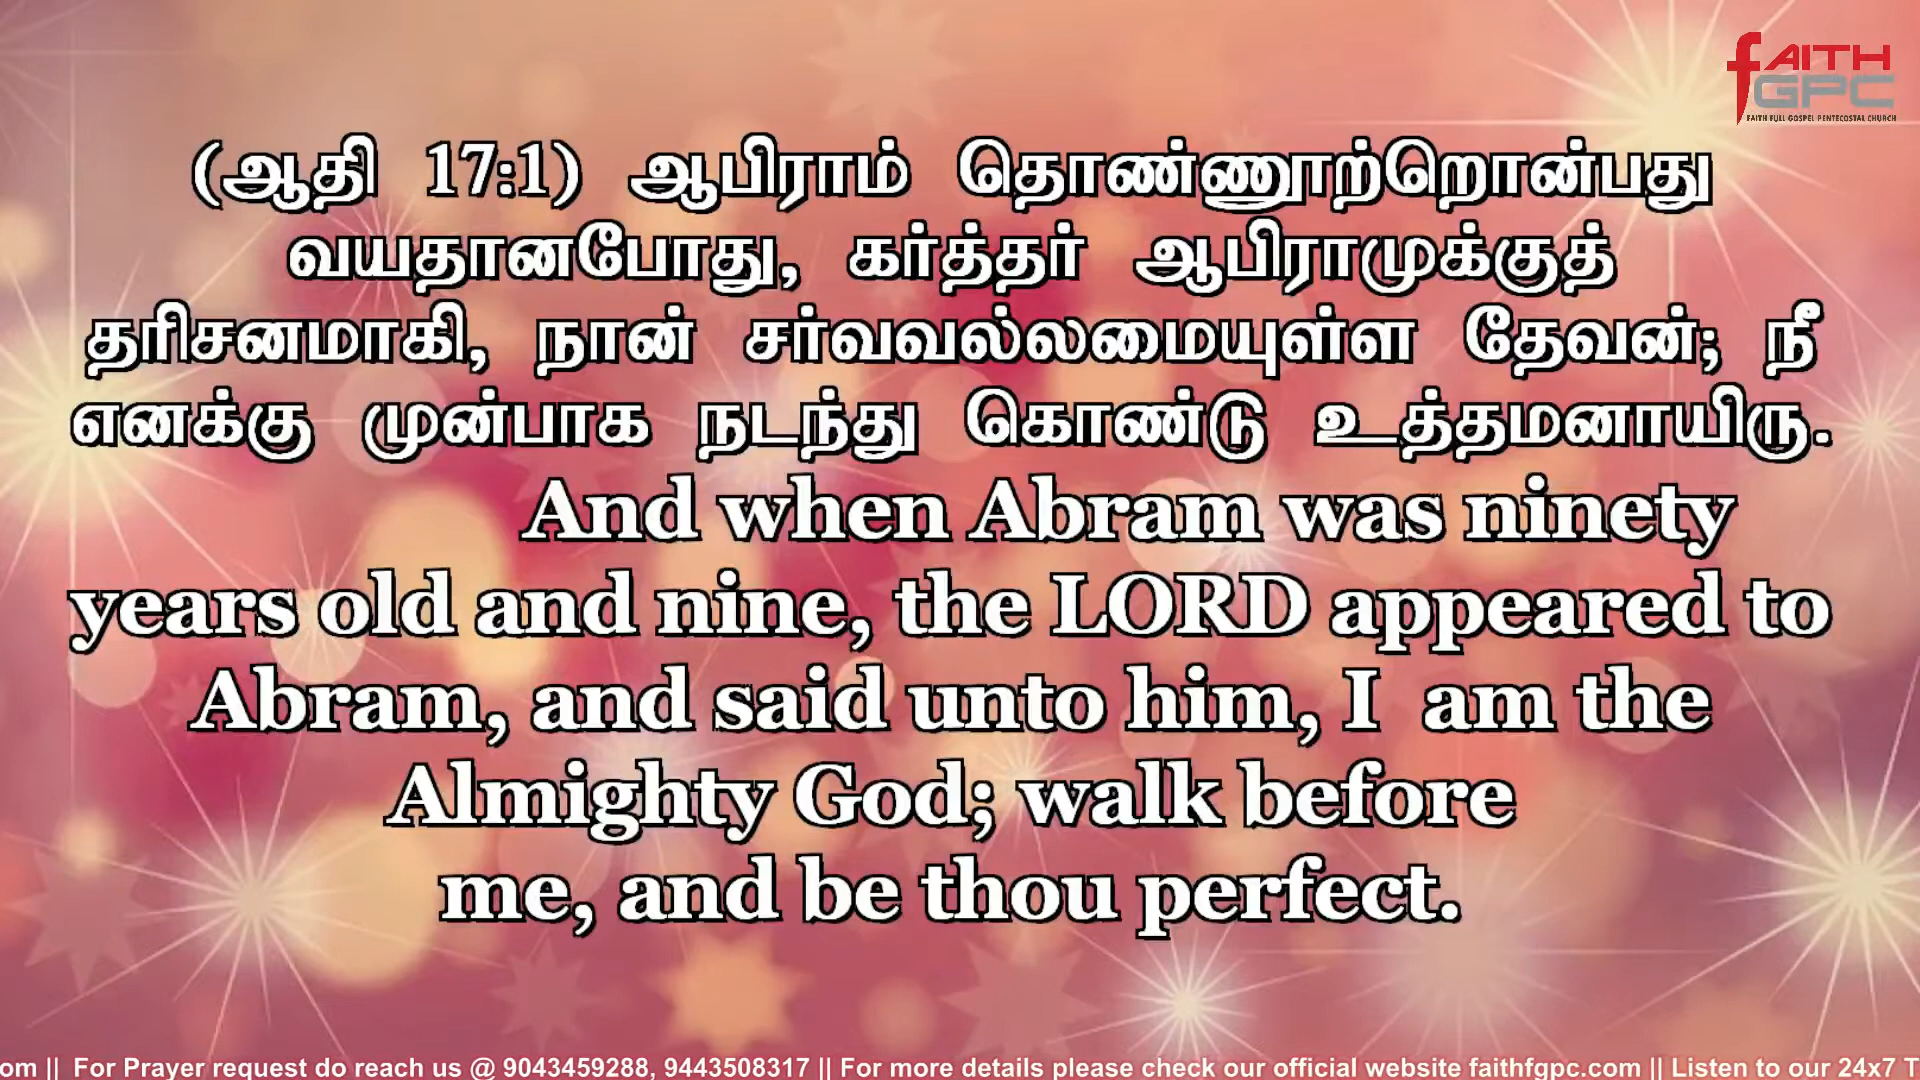 fAITH
GPC
FAITH FULL GOSPEL PENTECOSTAL CHURCH
(ஆதி 17:1) ஆபிராம் தொண்ணூற்றொன்பது
வயதானபோது, கர்த்தர் ஆபிராமுக்குத்
தரிசனமாகி, நான் சர்வவல்லமையுள்ள தேவன்; நீ
எனக்கு முன்பாக நடந்து கொண்டு உத்தமனாயிரு.
And when Abram was ninety
years old and nine, the LORD appeared to
Abram, and said unto him, I am the
Almighty God; walk before
me, and be thou perfect.
om || For Prayer request do reach us @ 9043459288, 9443508317 || For more details please check our official website faithfgpc.com || Listen to our 24x7 T